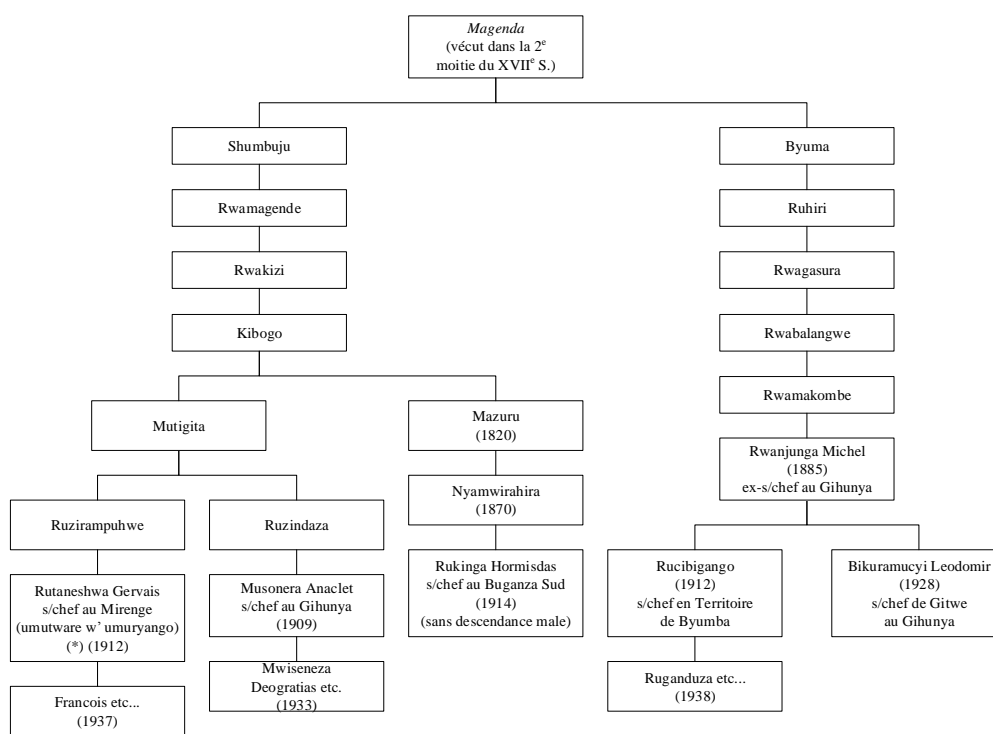 Magenda
(vécut dans la 2e
moitie du XVIIe S.)
Shumbuju
Byuma
Rwamagende
Ruhiri
Rwakizi
Rwagasura
Kibogo
Rwabalangwe
Mutigita
Mazuru
(1820)
Rwamakombe
Nyamwirahira
(1870)
Rwanjunga Michel
(1885)
ex-s/chef au Gihunya
Ruzirampuhwe
Ruzindaza
Rukinga Hormisdas
s/chef au Buganza Sud
(1914)
(sans descendance male)
Rucibigango
(1912)
s/chef en Territoire
de Byumba
Bikuramucyi Leodomir
(1928)
s/chef de Gitwe
au Gihunya
Rutaneshwa Gervais
s/chef au Mirenge
(umutware w' umuryango)
(*) (1912)
Musonera Anaclet
s/chef au Gihunya
(1909)
Francois etc...
(1937)
Mwiseneza
Deogratias etc.
(1933)
Ruganduza etc...
(1938)